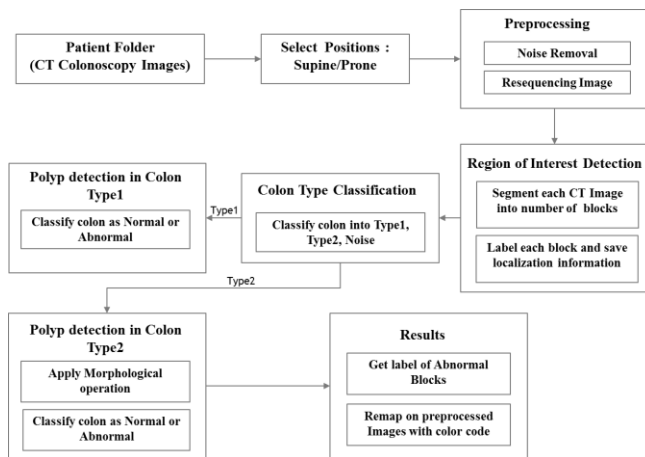 Patient Folder
(CT Colonoscopy Images)
Select Positions :
Supine/Prone
Preprocessing
Noise Removal
Resequencing Image
Region of Interest Detection
Segment each CT Image
into number of blocks
Label each block and save
localization information
Colon Type Classification
Classify colon into Type1,
Type2, Noise
Type1
Polyp detection in Colon
Type1
Classify colon as Normal or
Abnormal
Type2
Polyp detection in Colon
Type2
Apply Morphological
operation
Classify colon as Normal or
Abnormal
Results
Get label of Abnormal
Blocks
Remap on preprocessed
Images with color code